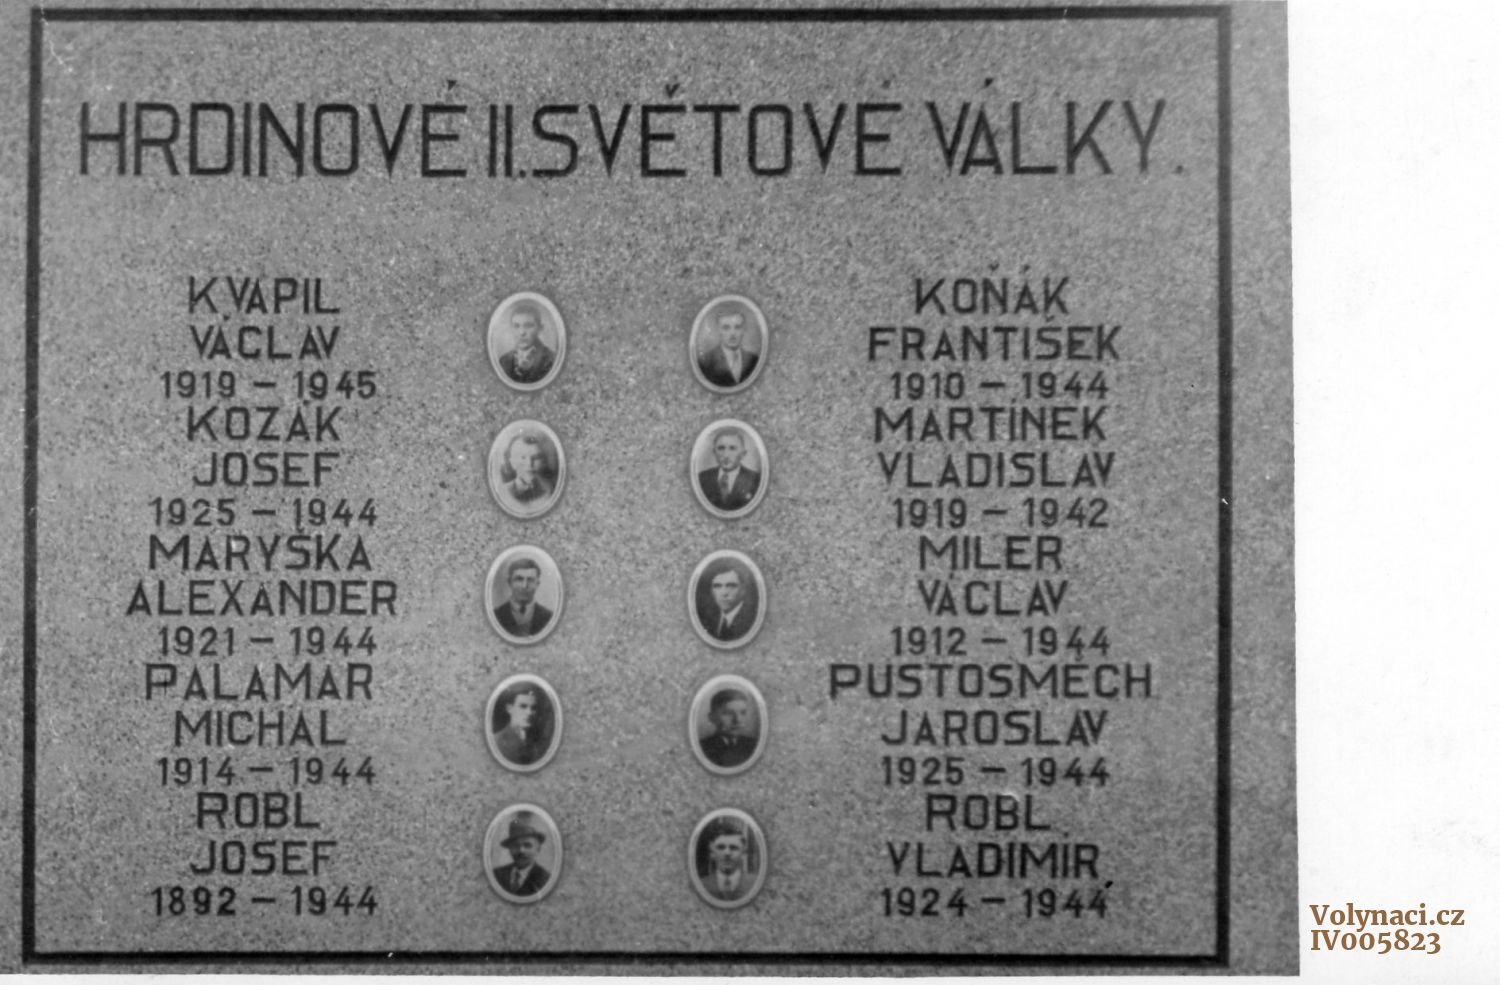 HRDINOVÉ II. SVĚTOVÉ VÁLKY.
KVAPIL
VÁCLAV
1919 – 1945
KOZÁK
JOSEF
1925 – 1944
MARYŠKA
ALEXANDER
1921 – 1944
PALAMAR
MICHAL
1914 – 1944
ROBL
JOSEF
1892 – 1944
KOŇÁK
FRANTIŠEK
1910 – 1944
MARTÍNEK
VLADISLAV
1919 – 1942
MILER
VÁCLAV
1912 – 1944
PUSTOSMĚCH
JAROSLAV
1925 – 1944
ROBL
VLADIMÍR
1924 – 1944
Volynaci.cz
IV005823